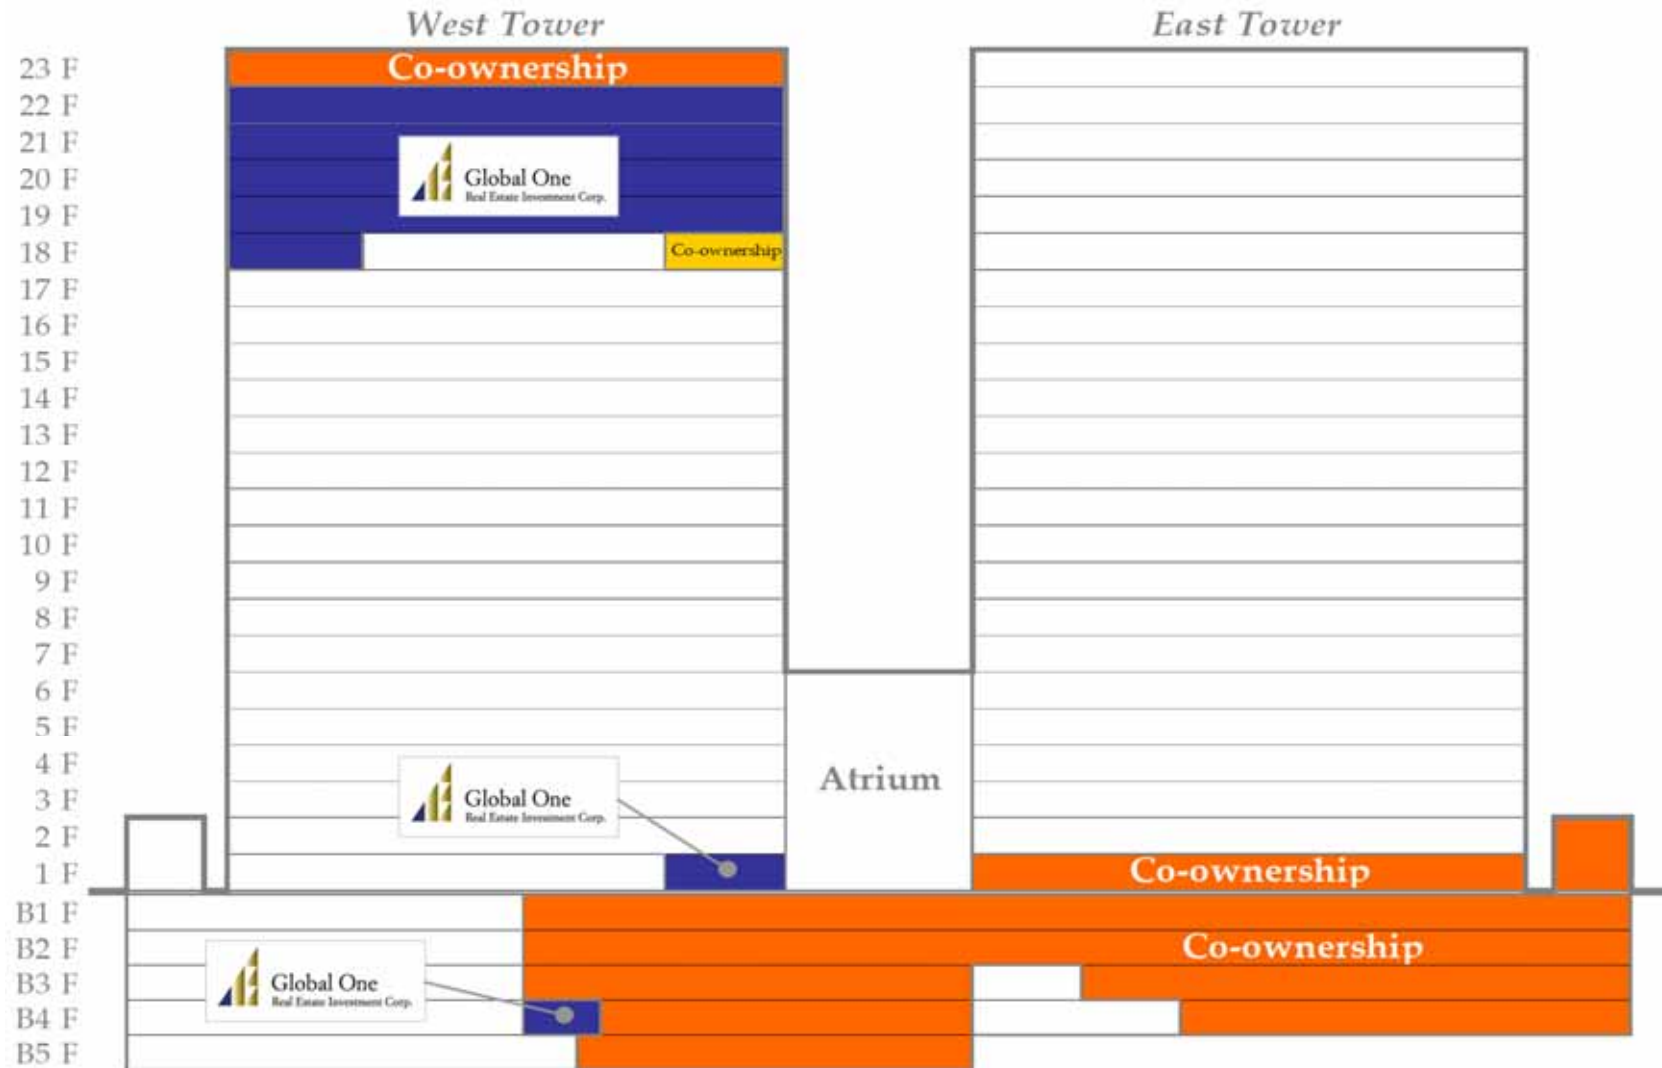 West Tower
East Tower
23 F
Co-ownership
22 F
21 F
20 F
Global One
Real Estate Investment Corp.
19 F
18 F
Co-ownership
17 F
16 F
15 F
14 F
13 F
12 F
11 F
10 F
9 F
8 F
7 F
6 F
5 F
4 F
Atrium
3 F
Global One
Real Estate Investment Corp.
2 F
1 F
Co-ownership
B1 F
B2 F
Co-ownership
B3 F
Global One
Real Estate Investment Corp.
B4 F
B5 F